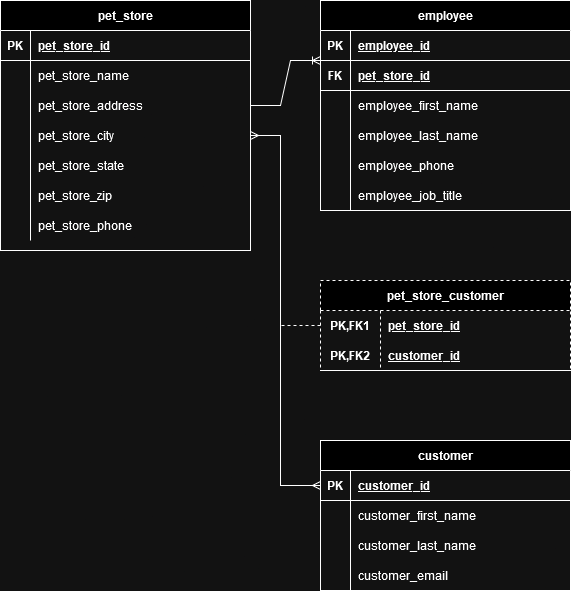 pet_store
PK pet_store_id
pet_store_name
pet_store_address
pet_store_city
pet_store_state
pet_store_zip
pet_store_phone
employee
PK employee_id
FK pet_store_id
employee_first_name
employee_last_name
employee_phone
employee_job_title
pet_store_customer
PK,FK1 pet_store_id
PK,FK2 customer_id
customer
PK customer_id
customer_first_name
customer_last_name
customer_email